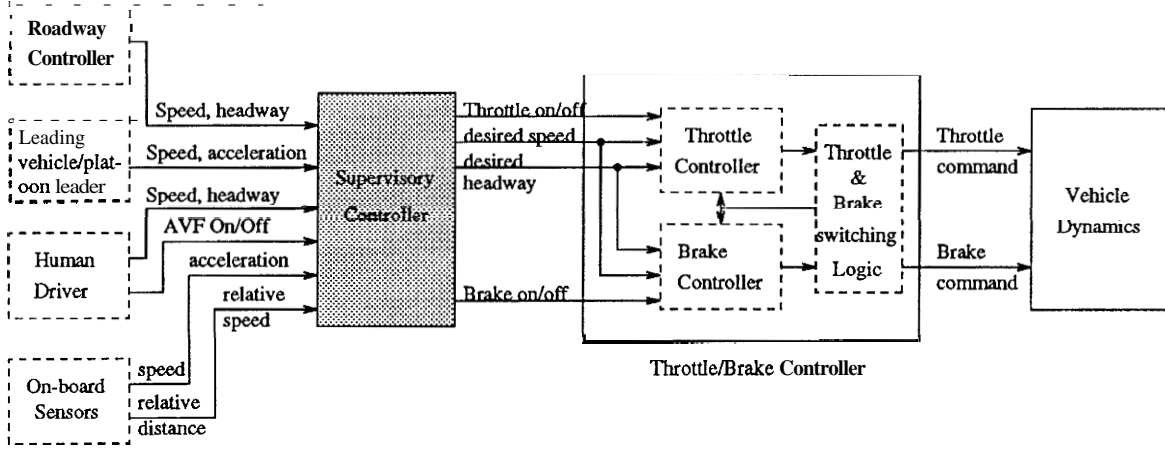 Roadway
Controller
Speed, headway
Leading
vehicle/plat-
oon leader
Speed, acceleration
Speed, headway
AVF On/Off
Human
Driver
acceleration
relative
speed
On-board
Sensors
speed
relative
distance
Supervisory
Controller
Throttle on/off
desired speed
desired
headway
Brake on/off
Throttle
Controller
Brake
Controller
Throttle
&
Brake
switching
Logic
Throttle/Brake Controller
Throttle
command
Brake
command
Vehicle
Dynamics